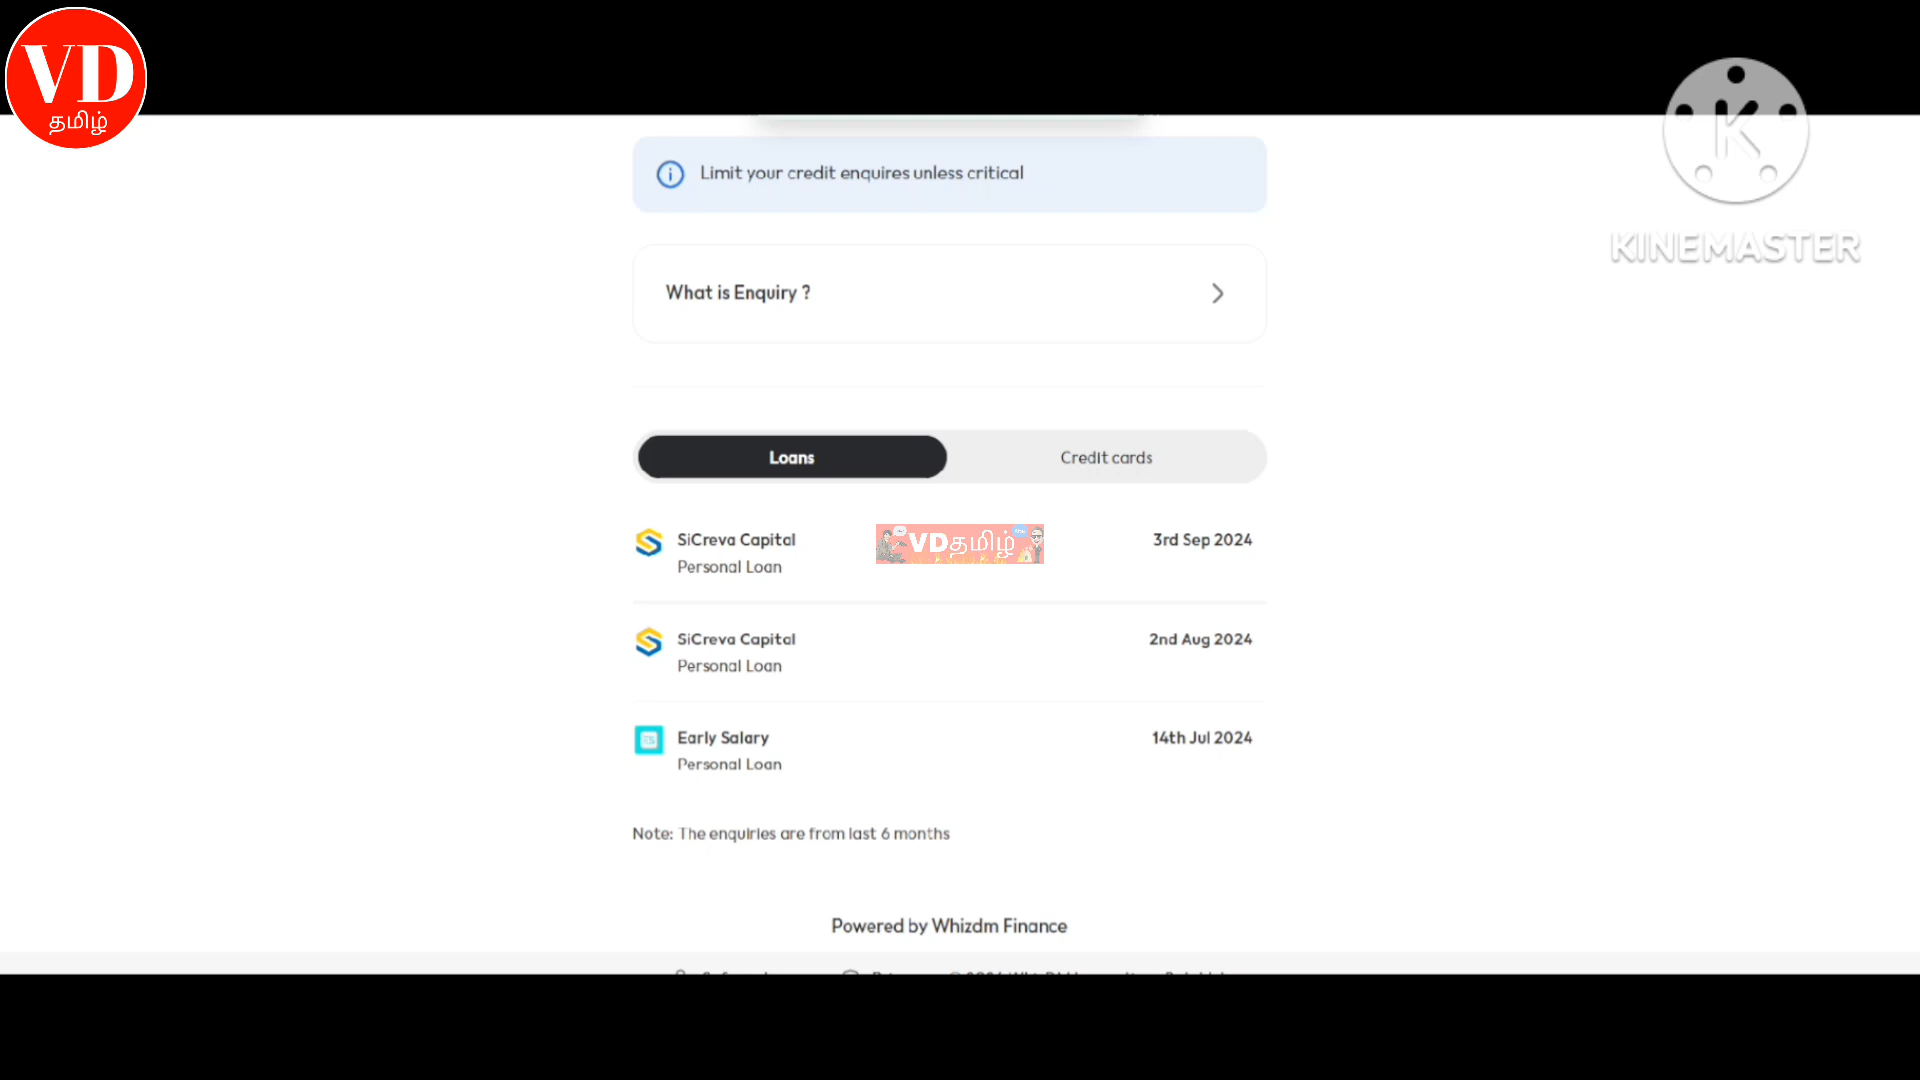 VD
தமிழ்
KINEMASTER
Limit your credit enquires unless critical
What is Enquiry ?
Loans
Credit cards
SiCreva Capital
3rd Sep 2024
Personal Loan
VDதமிழ்
SiCreva Capital
2nd Aug 2024
Personal Loan
Early Salary
14th Jul 2024
Personal Loan
Note: The enquiries are from last 6 months
Powered by Whizdm Finance